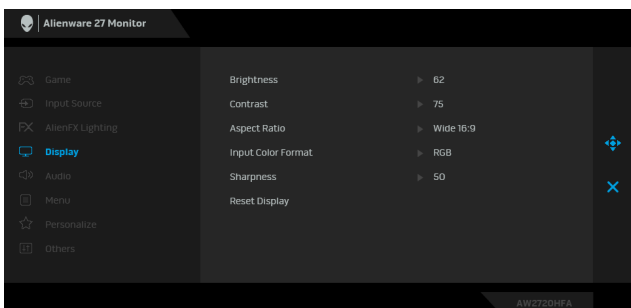 Alienware 27 Monitor
Game
Input Source
AlienFX Lighting
Display
Audio
Menu
Personalize
Others
Brightness 62
Contrast 75
Aspect Ratio Wide 16:9
Input Color Format RGB
Sharpness 50
Reset Display
AW2720HFA